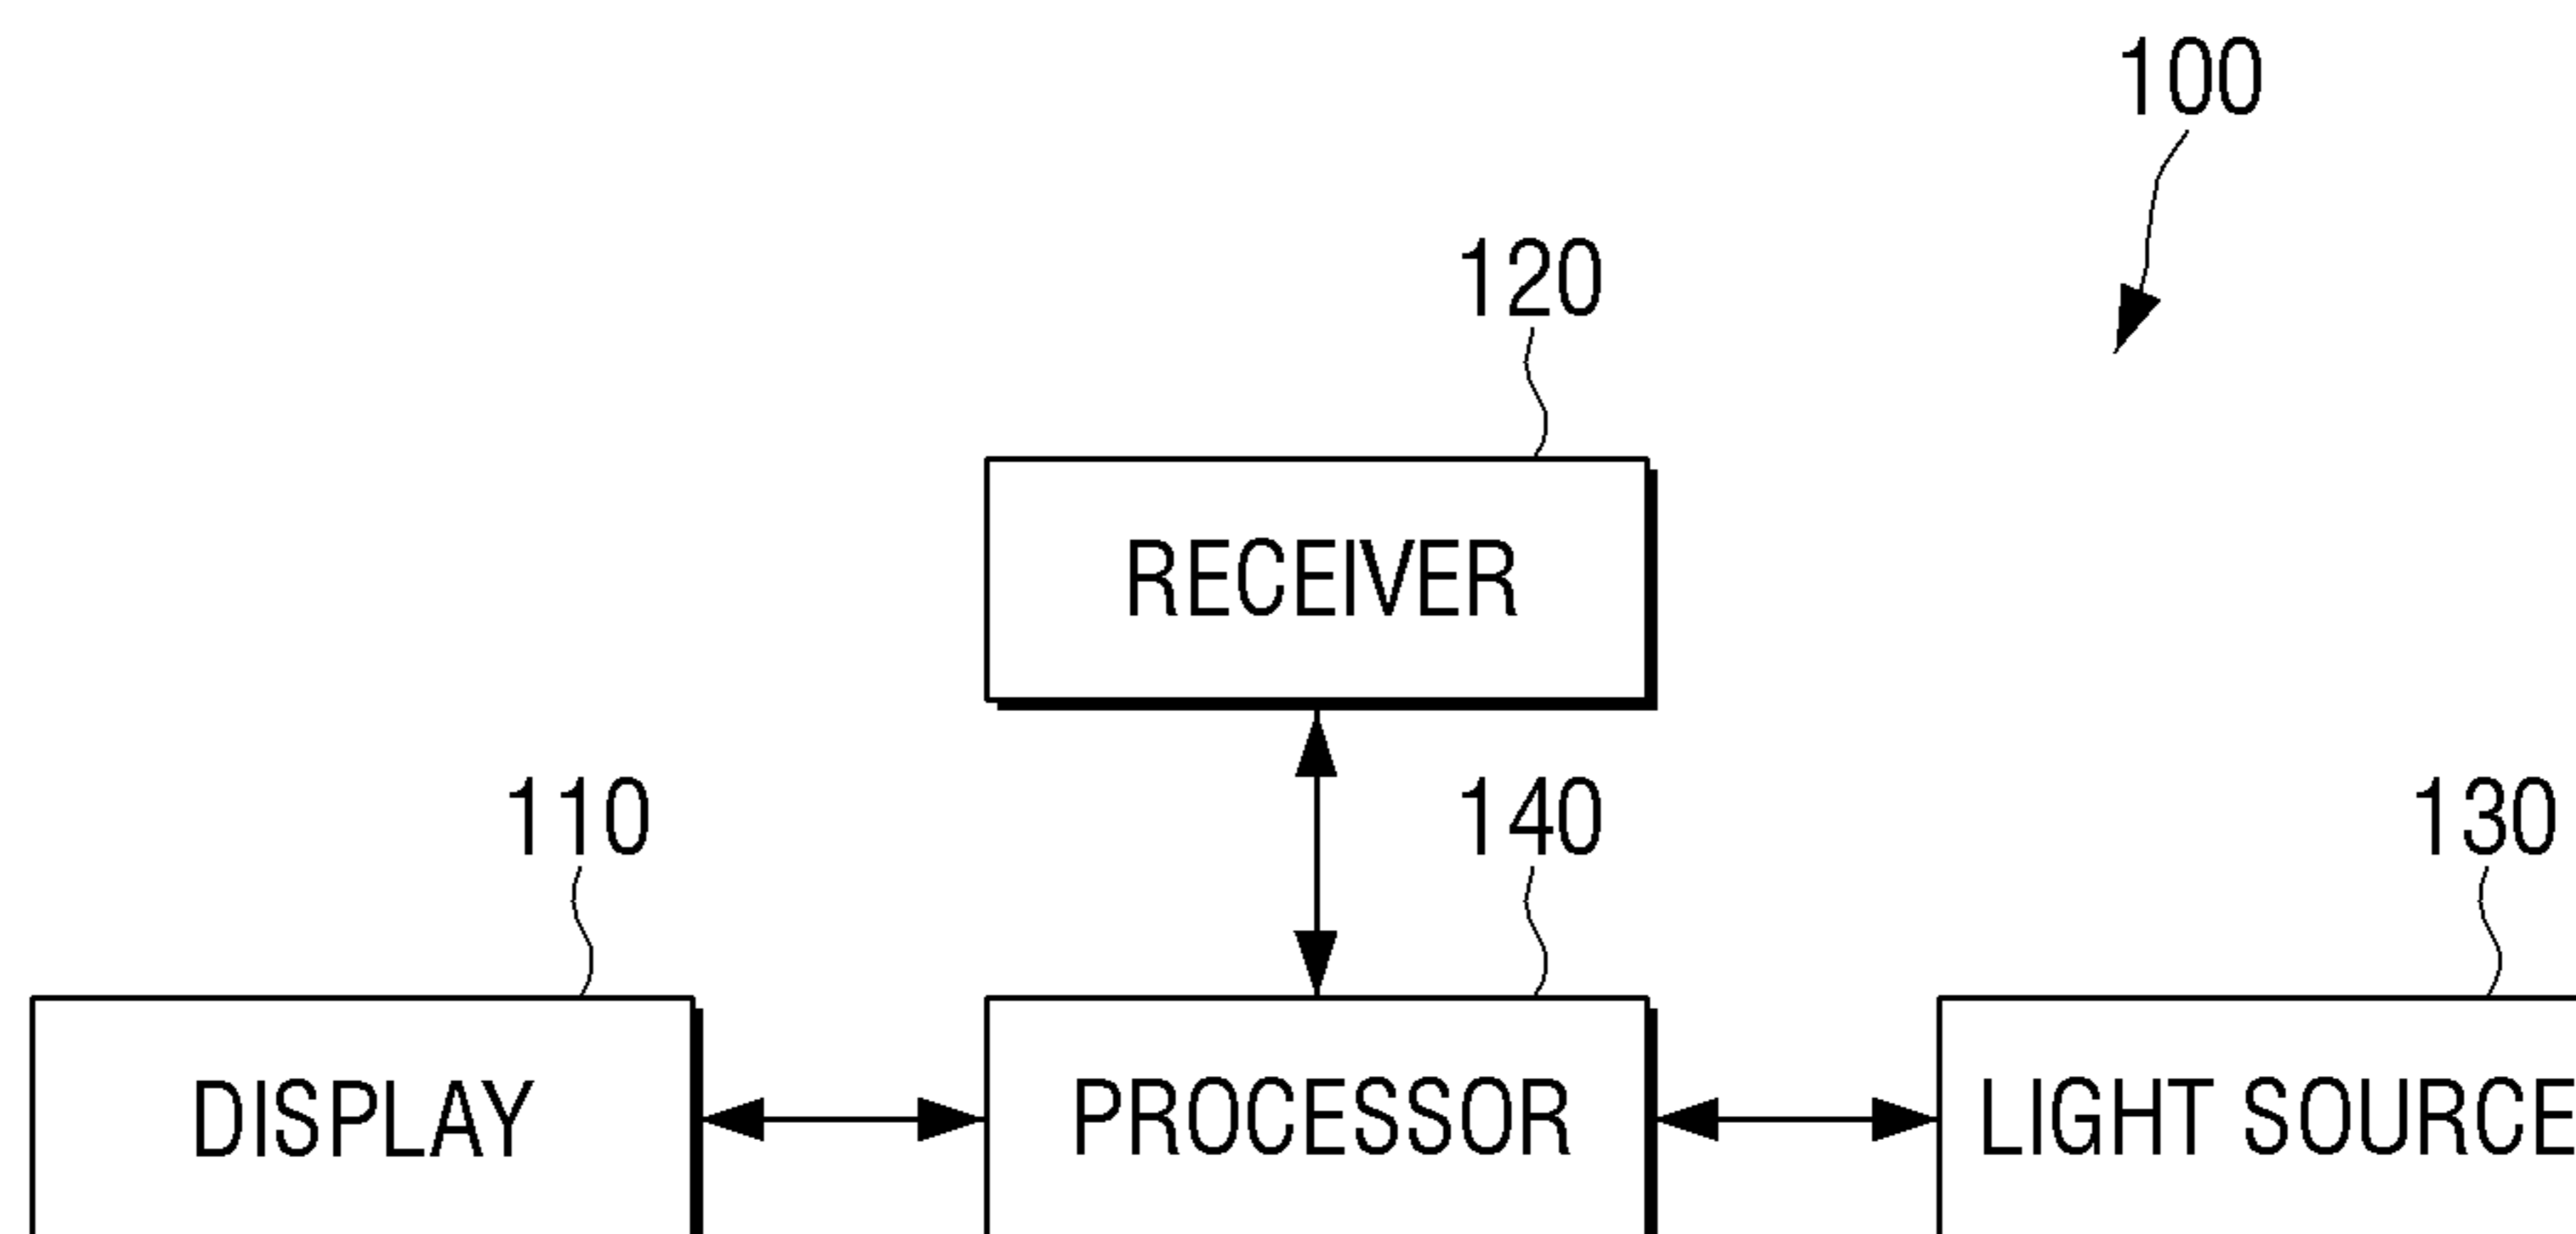 100
120
RECEIVER
110
140
130
DISPLAY
PROCESSOR
LIGHT SOURCE